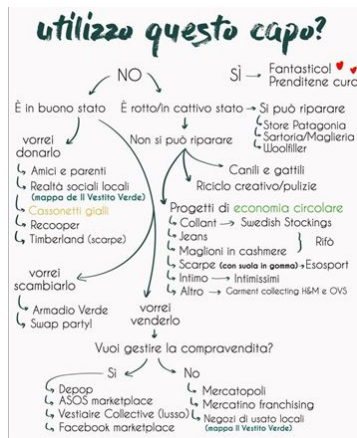 utilizzo questo capo?
NO
SÌ → Fantastico! ♥ ♥
Prenditene cura
È in buono stato
È rotto/in cattivo stato → Si può riparare
Store Patagonia
Sartoria/Maglieria
Woolfiller
Non si può riparare
vorrei
donarlo
Amici e parenti
Realtà sociali locali
(mappa de Il Vestito Verde)
Cassonetti gialli
Recooper
Timberland (scarpe)
Canili e gattili
Riciclo creativo/pulizie
Progetti di economia circolare
Collant → Swedish Stockings
Jeans
Maglioni in cashmere
Rifò
Scarpe (con suola in gomma) → Esosport
Intimo → Intimissimi
Altro → Garment collecting H&M e OVS
vorrei
scambiarlo
Armadio Verde
Swap party!
vorrei
venderlo
Vuoi gestire la compravendita?
Si
Depop
ASOS marketplace
Vestiaire Collective (lusso)
Facebook marketplace
No
Mercatopoli
Mercatino franchising
Negozi di usato locali
(mappa Il Vestito Verde)